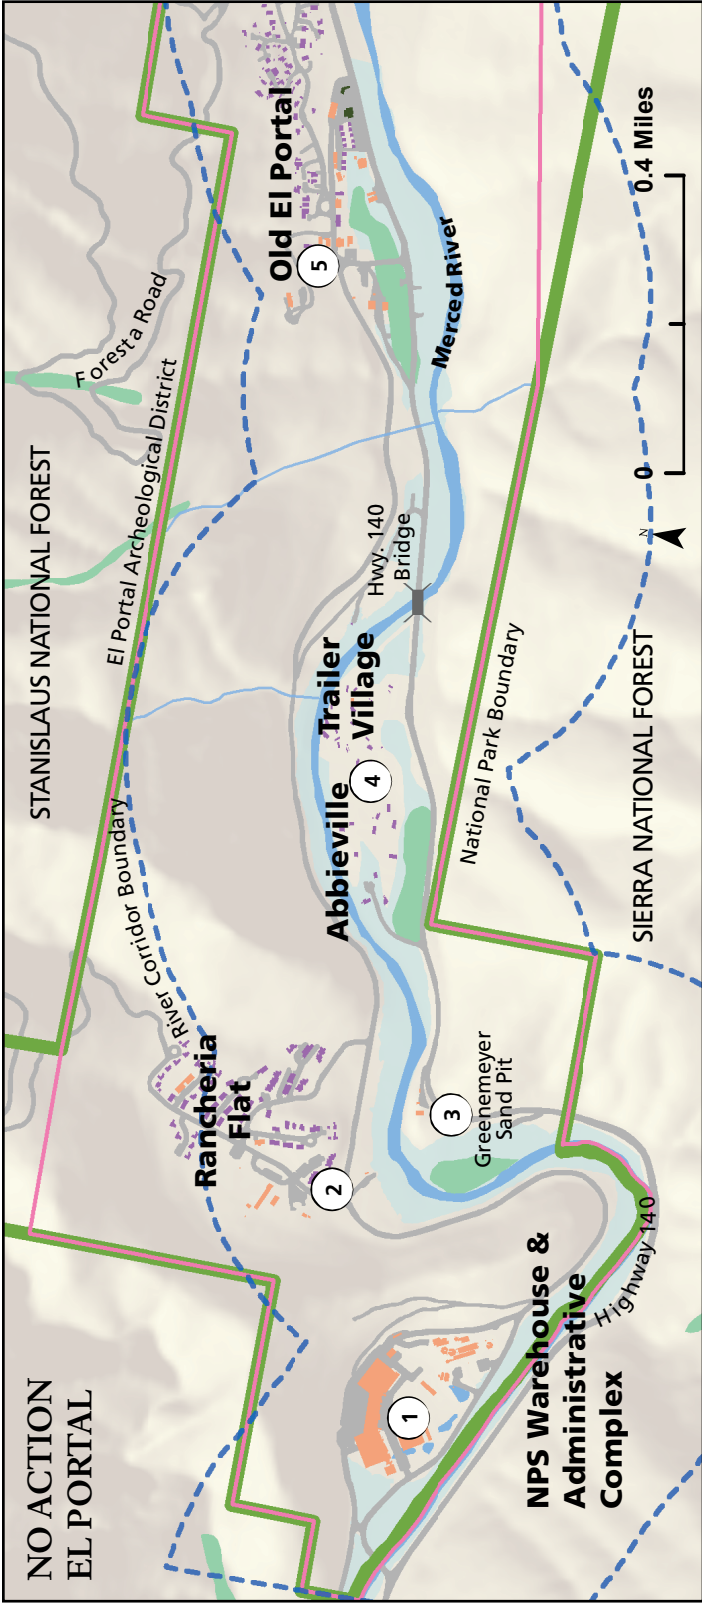 NO ACTION
EL PORTAL
STANISLAUS NATIONAL FOREST
El Portal Archeological District
Foresta Road
River Corridor Boundary
Rancheria
Flat
2
Old El Portal
5
Merced River
Hwy. 140
Bridge
Trailer
Village
Abbieville
4
3
Greenemeyer
Sand Pit
1
NPS Warehouse &
Administrative
Complex
Highway 140
National Park Boundary
SIERRA NATIONAL FOREST
N
0
0.4 Miles